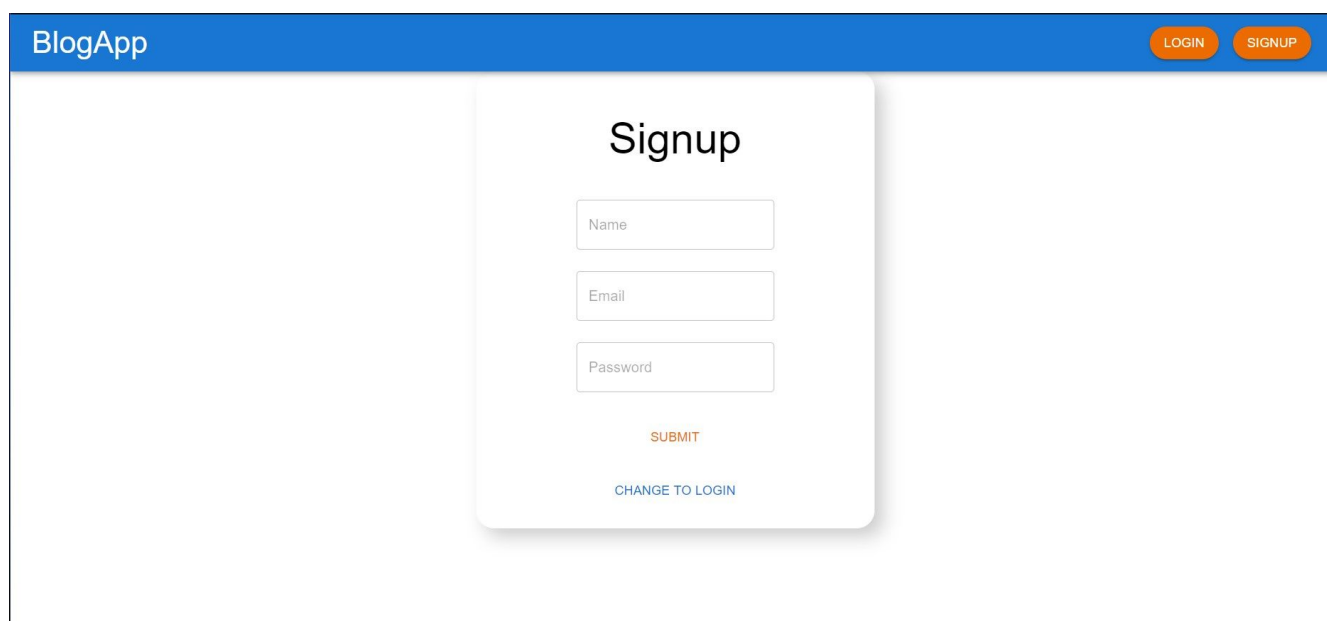 BlogApp LOGIN SIGNUP
Signup
Name
Email
Password
SUBMIT
CHANGE TO LOGIN